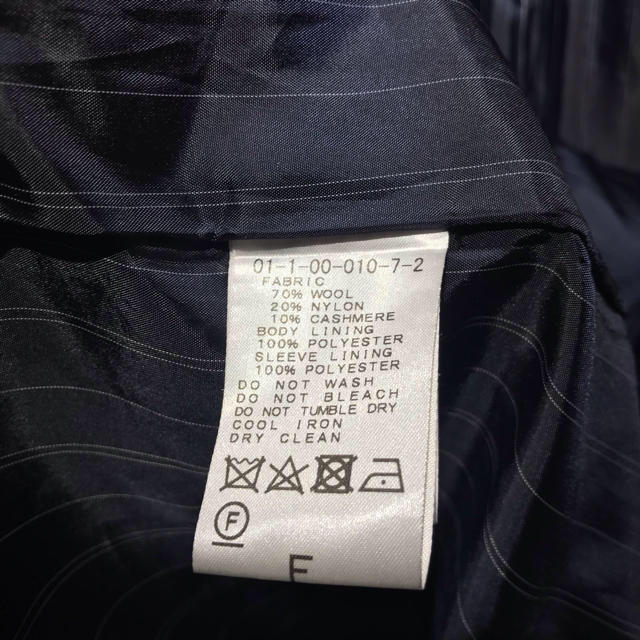 01-1-00-010-7-2
FABRIC
70% WOOL
20% NYLON
10% CASHMERE
BODY LINING
100% POLYESTER
SLEEVE LINING
100% POLYESTER
DO NOT WASH
DO NOT BLEACH
DO NOT TUMBLE DRY
COOL IRON
DRY CLEAN
F